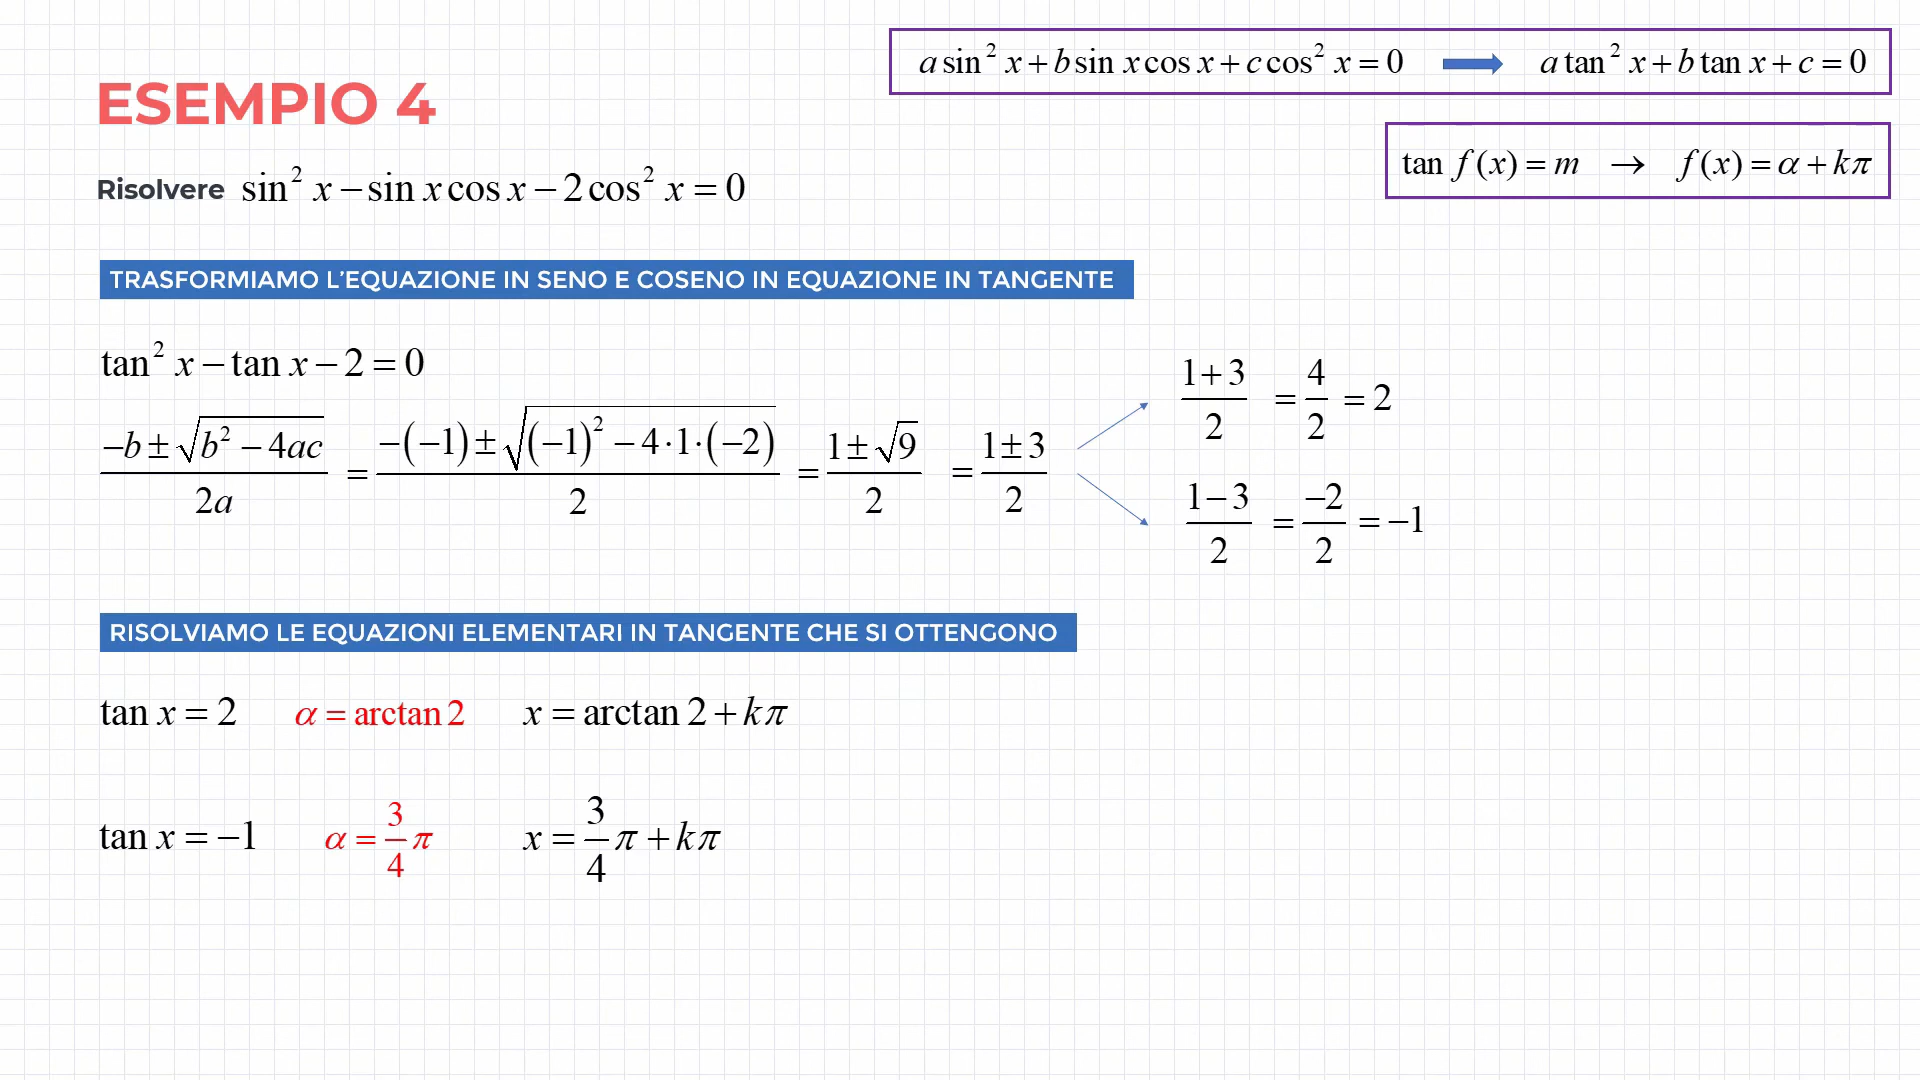 a sin² x + b sin x cos x + c cos² x = 0 ➡ a tan² x + b tan x + c = 0
ESEMPIO 4
tan f(x) = m → f(x) = α + kπ
Risolvere sin² x − sin x cos x − 2 cos² x = 0
TRASFORMIAMO L’EQUAZIONE IN SENO E COSENO IN EQUAZIONE IN TANGENTE
tan² x − tan x − 2 = 0
(−b ± √(b² − 4ac))/(2a) = (−(−1) ± √((−1)² − 4·1·(−2)))/2 = (1 ± √9)/2 = (1 ± 3)/2
(1 + 3)/2 = 4/2 = 2
(1 − 3)/2 = −2/2 = −1
RISOLVIAMO LE EQUAZIONI ELEMENTARI IN TANGENTE CHE SI OTTENGONO
tan x = 2 α = arctan 2 x = arctan 2 + kπ
tan x = −1 α = 3/4 π x = 3/4 π + kπ